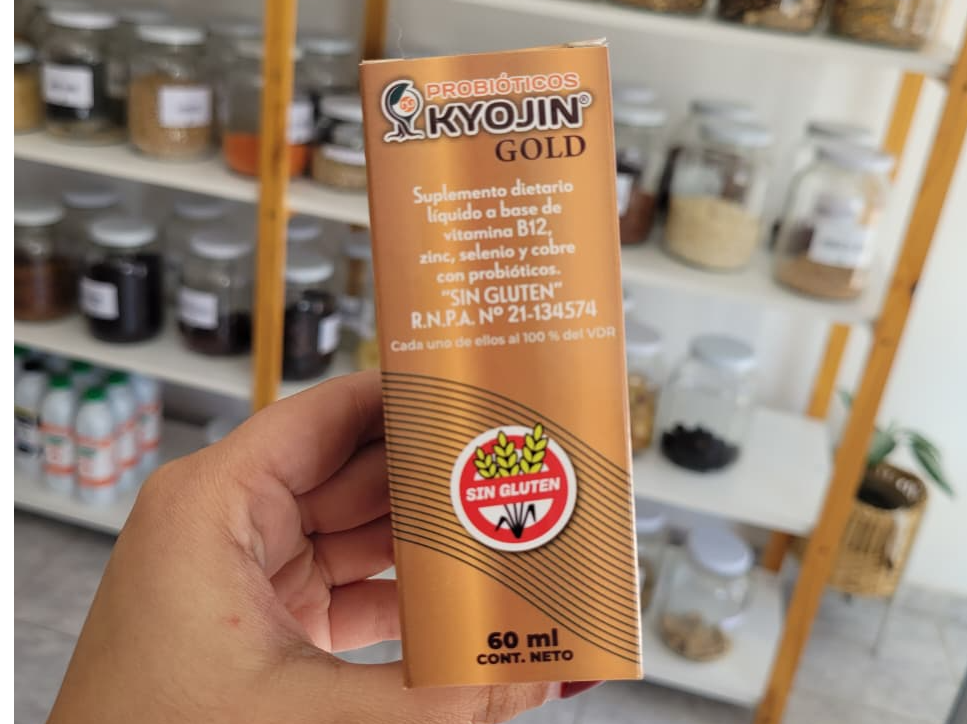 PROBIÓTICOS
KYOJIN®
GOLD
Suplemento dietario
líquido a base de
vitamina B12,
zinc, selenio y cobre
con probióticos.
"SIN GLUTEN"
R.N.P.A. Nº 21-134574
Cada uno de ellos al 100 % del VDR
SIN GLUTEN
60 ml
CONT. NETO